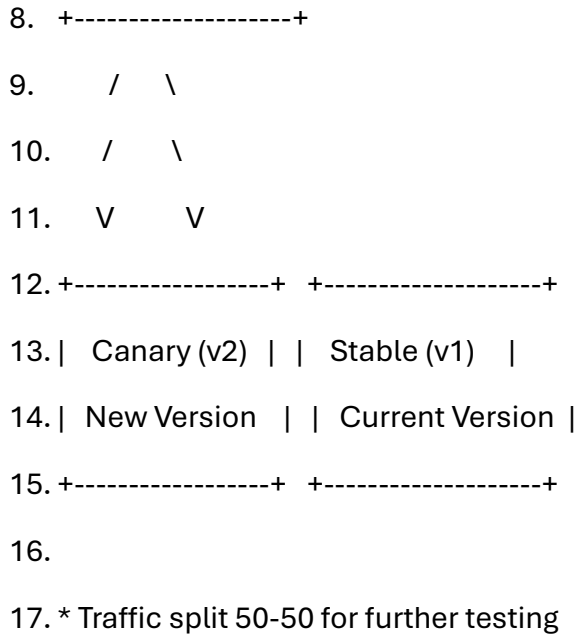 8. +--------------------+
9. / \
10. / \
11. V V
12. +------------------+ +--------------------+
13. | Canary (v2) | | Stable (v1) |
14. | New Version | | Current Version |
15. +------------------+ +--------------------+
16.
17. * Traffic split 50-50 for further testing